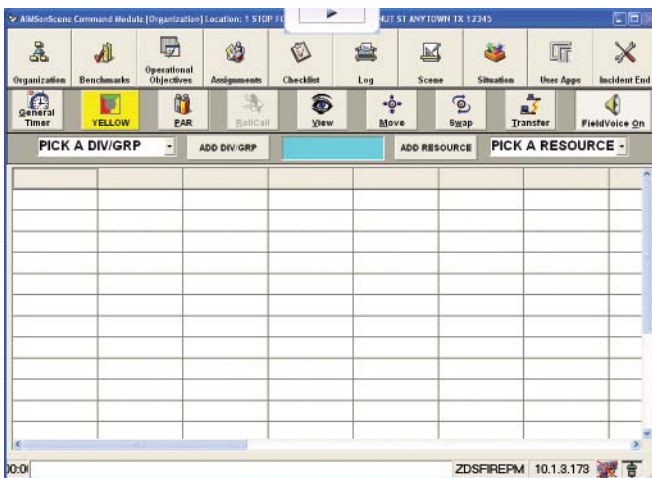 AIMSonScene Command Module [Organization] Location: 1 STOP UT ST ANYTOWN TX 12345
Organization Benchmarks Operational Objectives Assignments Checklist Log Scene Situation User Apps Incident End
General Timer YELLOW PAR RollCall View Move Swap Transfer FieldVoice On
PICK A DIV/GRP ADD DIV/GRP ADD RESOURCE PICK A RESOURCE
ZDSFIREPM 10.1.3.173